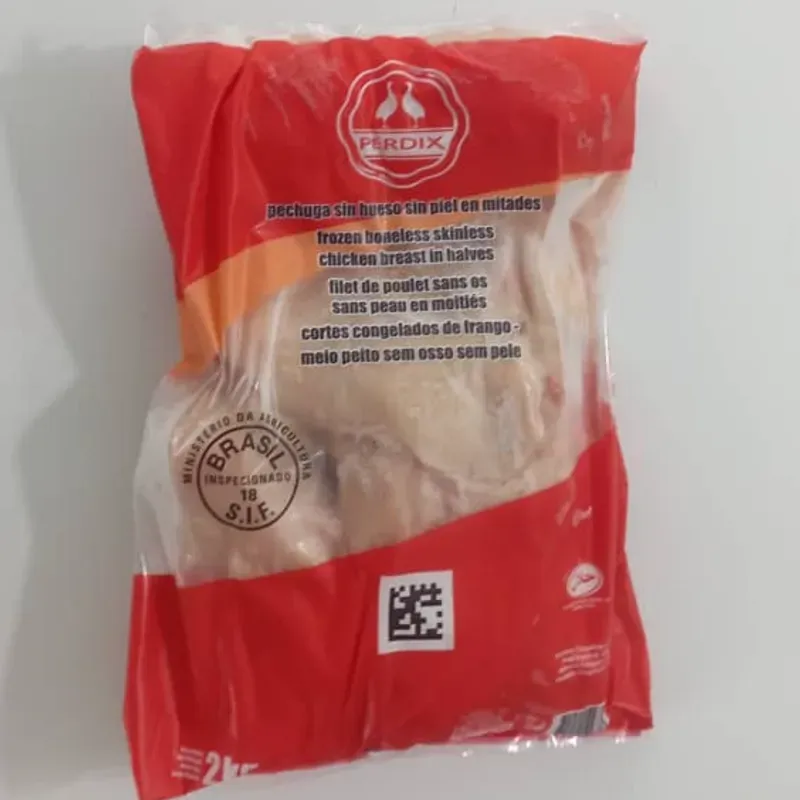 PERDIX
pechuga sin hueso sin piel en mitades
frozen boneless skinless
chicken breast in halves
filet de poulet sans os
sans peau en moitiés
cortes congelados de frango -
meio peito sem osso sem pele
MINISTÉRIO DA AGRICULTURA
BRASIL
INSPECIONADO
18
S.I.F.